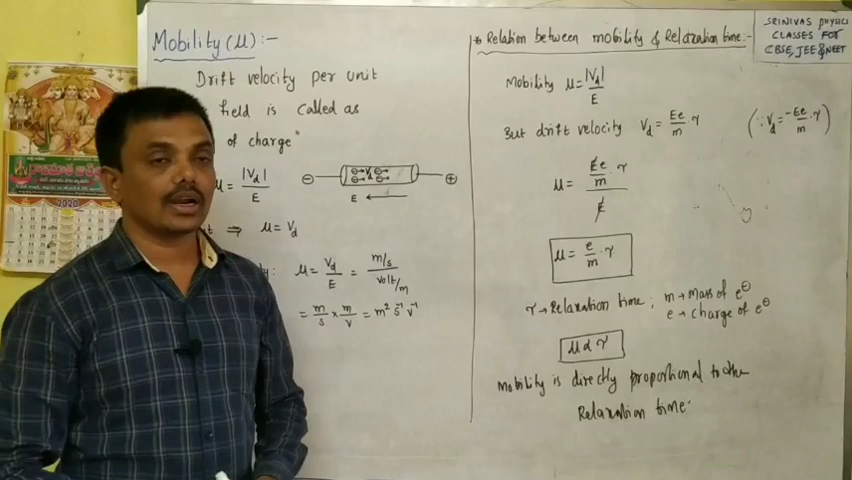 Mobility (μ) :-
Drift velocity per unit
field is called as
of charge"
μ = |Vd| / E
⊖ ⊖→ Vd ⊖→ ⊖→ ⊖→ ⊕
E ←
⇒ μ = Vd
: μ = Vd / E = m/s / volt/m
= m/s × m/v = m² s⁻¹ v⁻¹
* Relation between mobility & Relaxation time:-
Mobility μ = |Vd| / E
But drift velocity Vd = Ee/m · τ (∵ Vd = -Ee/m · τ)
μ = Ee/m · τ / E
μ = e/m · τ
τ → Relaxation time ; m → Mass of e⊖
e → charge of e⊖
μ α τ
Mobility is directly proportional to the
Relaxation time.
SRINIVAS PHYSICS
CLASSES FOR
CBSE, JEE & NEET
2020